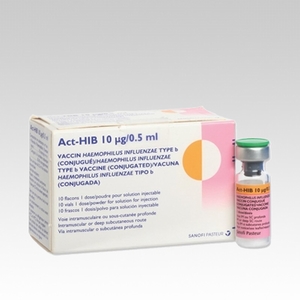 Act-HIB 10 µg/0.5 ml
VACCIN HAEMOPHILUS INFLUENZAE TYPE b
(CONJUGUÉ)/HAEMOPHILUS INFLUENZAE
TYPE b VACCINE (CONJUGATED)/VACUNA
HAEMOPHILUS INFLUENZAE TIPO b
(CONJUGADA)
10 flacons 1 dose/poudre pour solution injectable
10 vials 1 dose/powder for solution for injection
10 frascos 1 dosis/polvo para solución inyectable
Voie intramusculaire ou sous-cutanée profonde
Intramuscular or deep subcutaneous route
Vía intramuscular o subcutánea profunda
SANOFI PASTEUR
Act-HIB 10 µg/0
Sanofi Pasteur